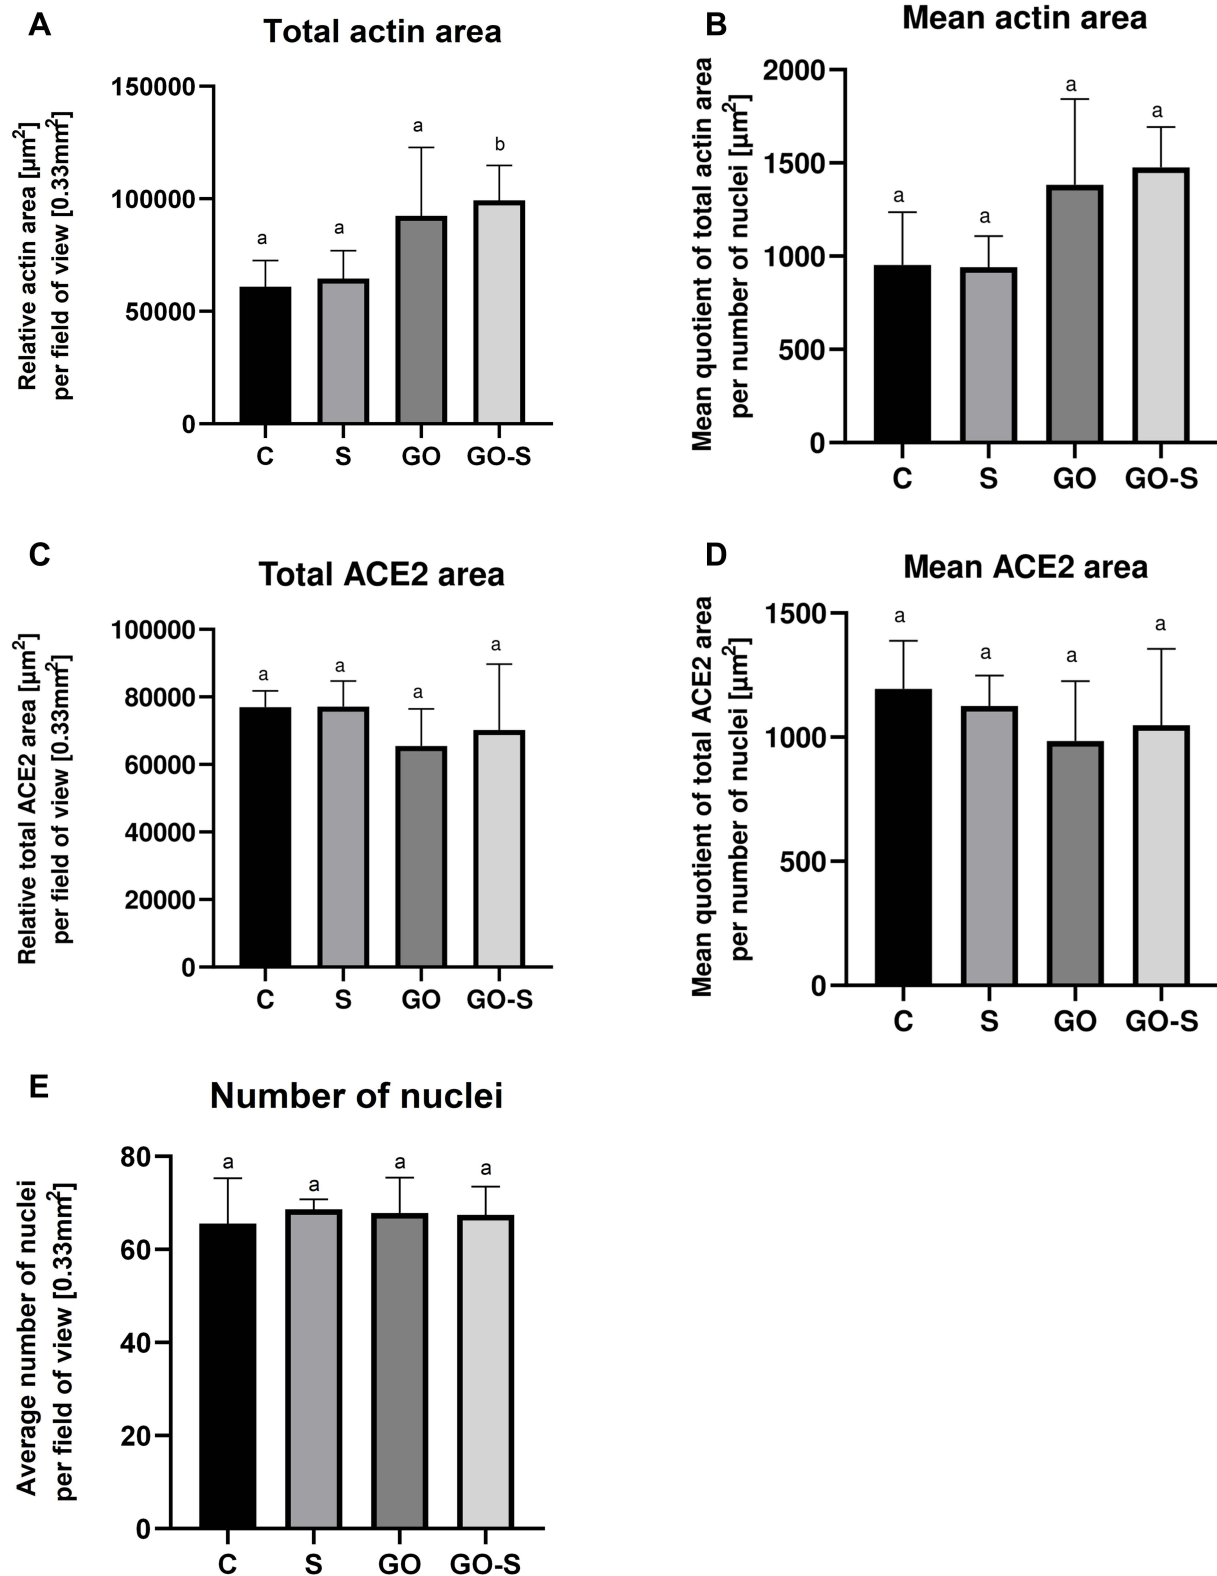 A
Total actin area
Relative actin area [µm²]
per field of view [0.33mm²]
150000
100000
50000
0
a
a
a
b
C
S
GO
GO-S
B
Mean actin area
Mean quotient of total actin area
per number of nuclei [µm²]
2000
1500
1000
500
0
a
a
a
a
C
S
GO
GO-S
C
Total ACE2 area
Relative total ACE2 area [µm²]
per field of view [0.33mm²]
100000
80000
60000
40000
20000
0
a
a
a
a
C
S
GO
GO-S
D
Mean ACE2 area
Mean quotient of total ACE2 area
per number of nuclei [µm²]
1500
1000
500
0
a
a
a
a
C
S
GO
GO-S
E
Number of nuclei
Average number of nuclei
per field of view [0.33mm²]
80
60
40
20
0
a
a
a
a
C
S
GO
GO-S